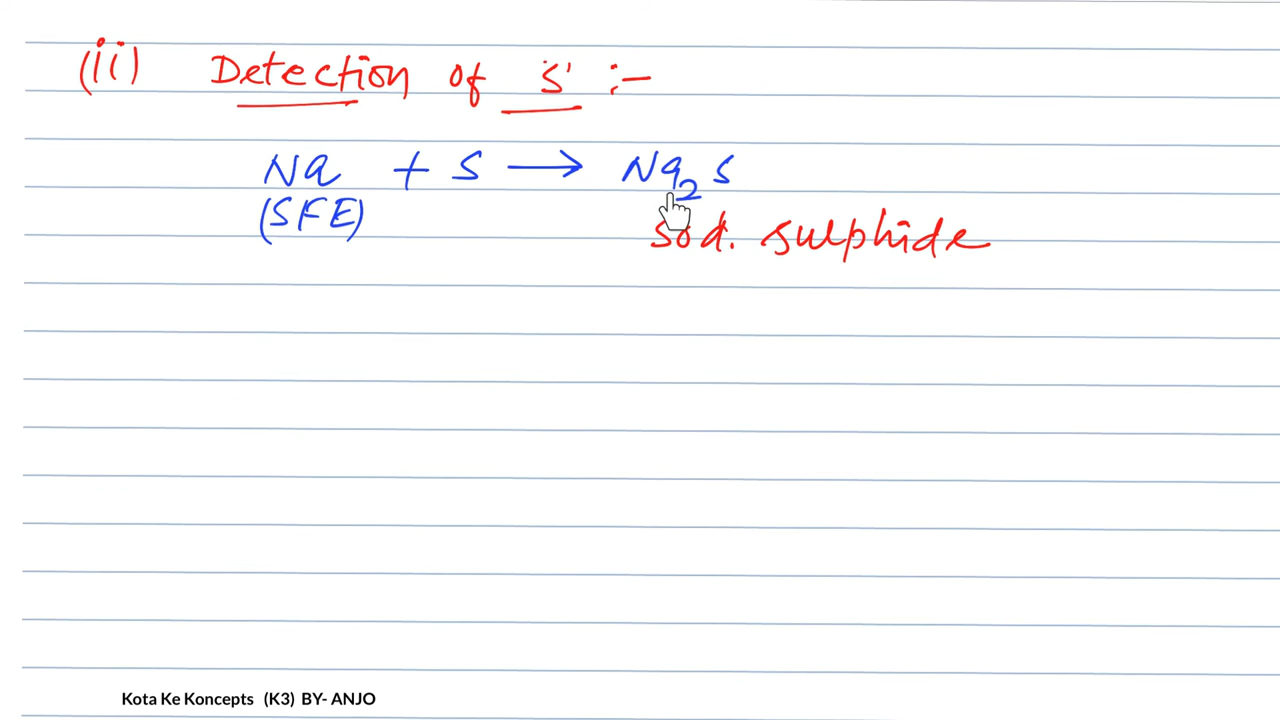 (ii) Detection of 'S' :-
Na + S → Na2S
(SFE)
Sod. sulphide
Kota Ke Koncepts (K3) BY- ANJO